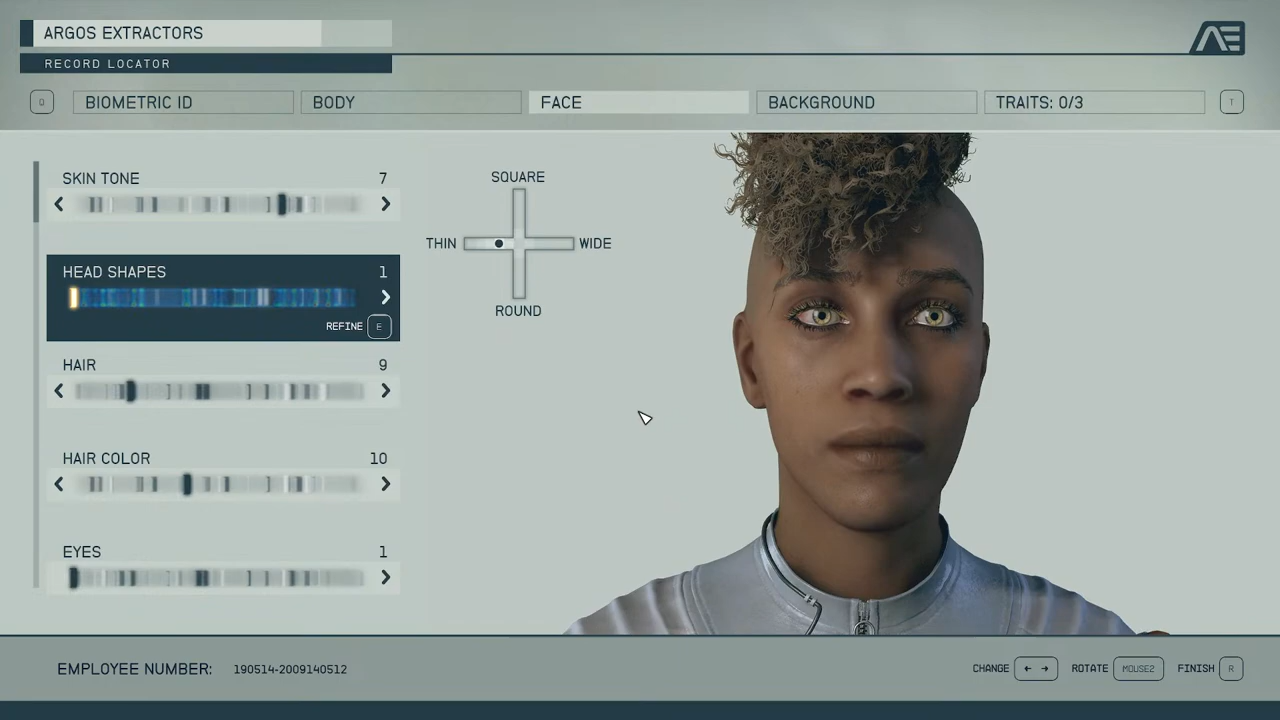 ARGOS EXTRACTORS
RECORD LOCATOR
AE
Q BIOMETRIC ID BODY FACE BACKGROUND TRAITS: 0/3 T
SKIN TONE 7
HEAD SHAPES 1
REFINE E
HAIR 9
HAIR COLOR 10
EYES 1
SQUARE
THIN WIDE
ROUND
EMPLOYEE NUMBER: 190514-2009140512
CHANGE ← → ROTATE MOUSE2 FINISH R